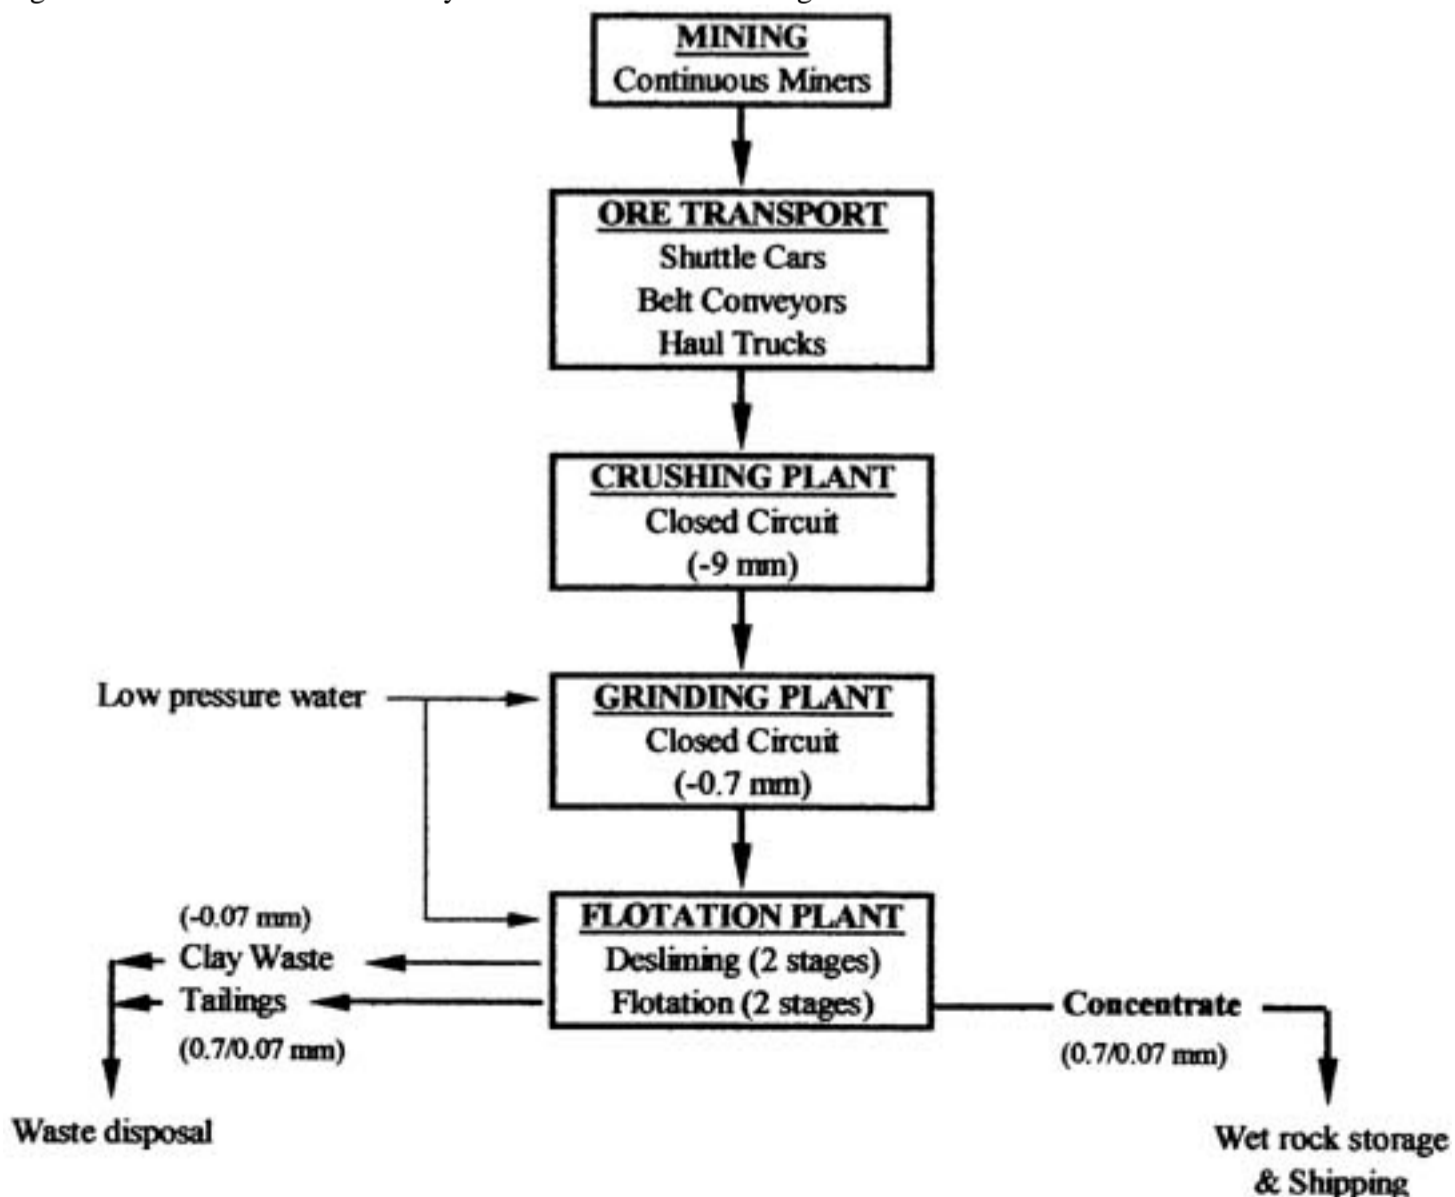 MINING
Continuous Miners
ORE TRANSPORT
Shuttle Cars
Belt Conveyors
Haul Trucks
CRUSHING PLANT
Closed Circuit
(-9 mm)
Low pressure water
GRINDING PLANT
Closed Circuit
(-0.7 mm)
FLOTATION PLANT
Desliming (2 stages)
Flotation (2 stages)
(-0.07 mm)
Clay Waste
Tailings
(0.7/0.07 mm)
Waste disposal
Concentrate
(0.7/0.07 mm)
Wet rock storage
& Shipping